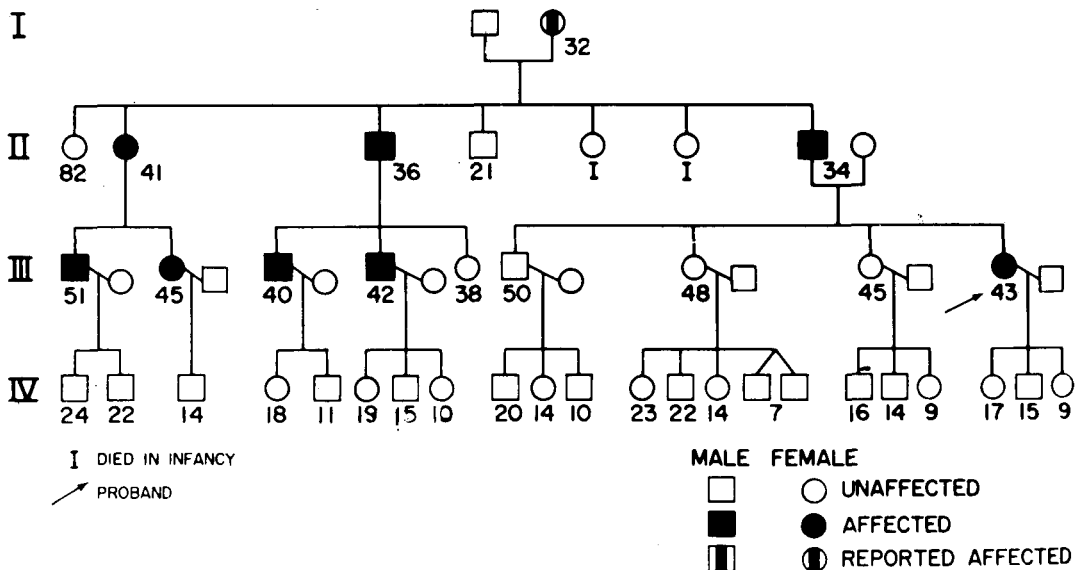 I
32
II
82 41 36 21 I I 34
III
51 45 40 42 38 50 48 45 43
IV
24 22 14 18 11 19 15 10 20 14 10 23 22 14 7 16 14 9 17 15 9
I DIED IN INFANCY
PROBAND
MALE FEMALE
UNAFFECTED
AFFECTED
REPORTED AFFECTED